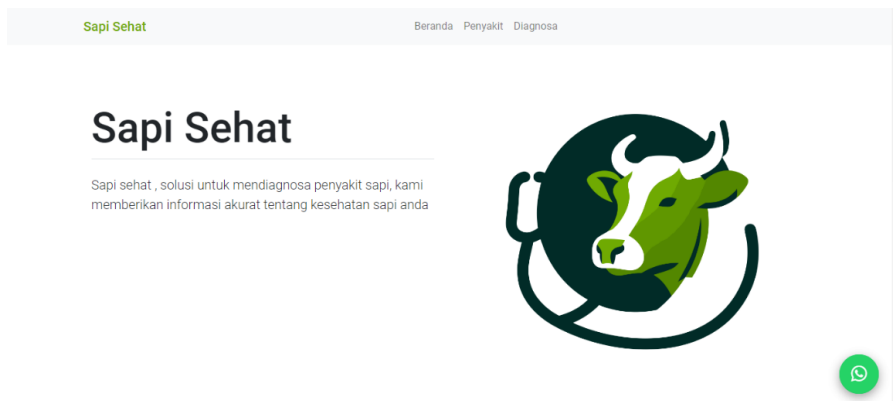 Sapi Sehat
Beranda Penyakit Diagnosa
Sapi Sehat
Sapi sehat , solusi untuk mendiagnosa penyakit sapi, kami
memberikan informasi akurat tentang kesehatan sapi anda